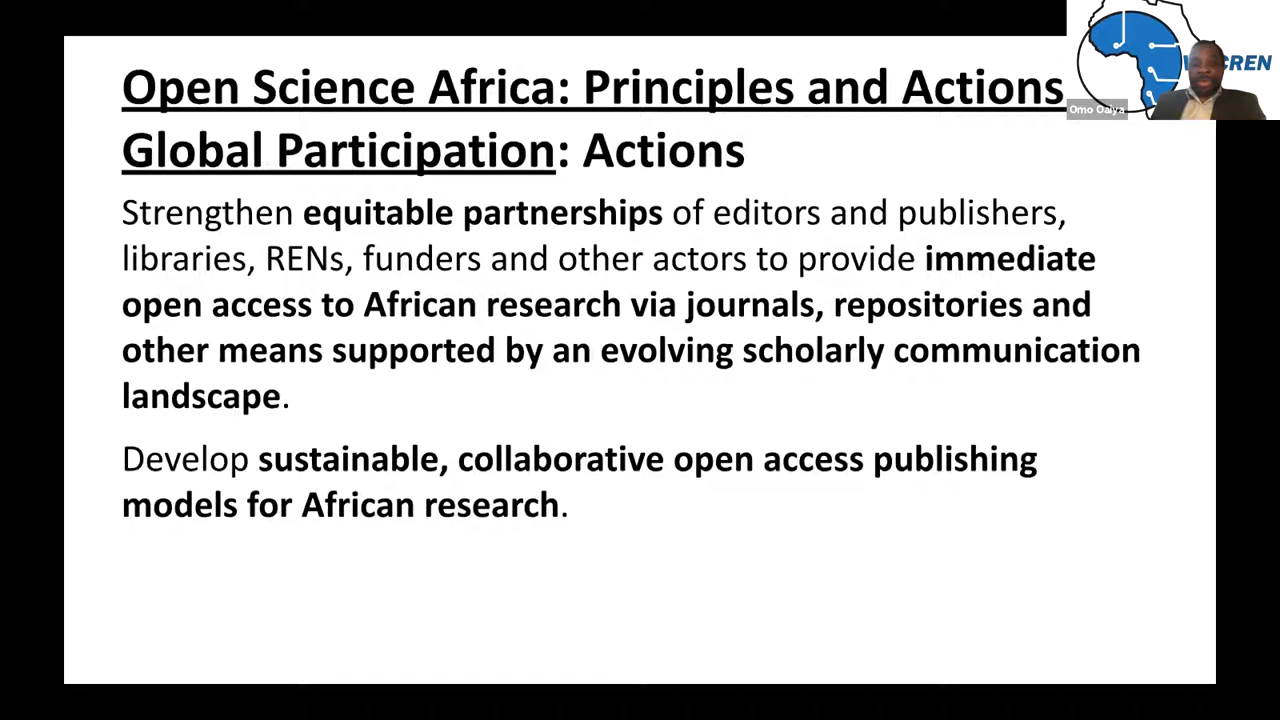 Open Science Africa: Principles and Actions
Global Participation: Actions
Strengthen equitable partnerships of editors and publishers,
libraries, RENs, funders and other actors to provide immediate
open access to African research via journals, repositories and
other means supported by an evolving scholarly communication
landscape.
Develop sustainable, collaborative open access publishing
models for African research.
Omo Oaiya